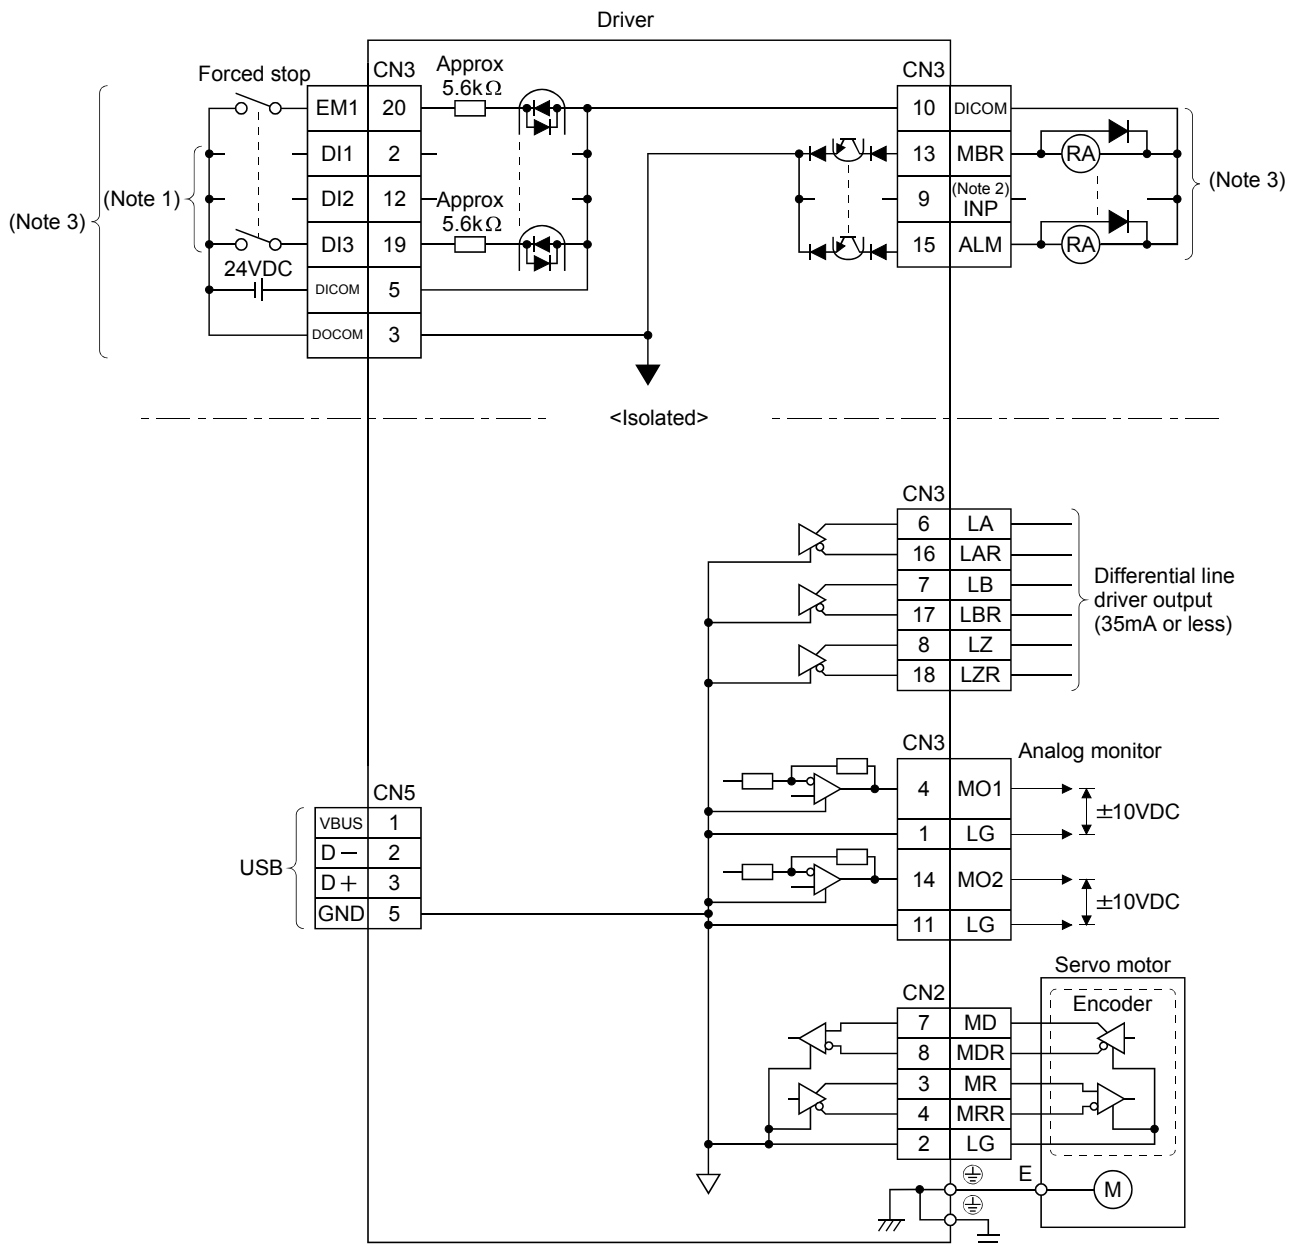 Driver
Forced stop
CN3
Approx
5.6kΩ
CN3
EM1 20
10 DICOM
DI1 2
13 MBR RA
(Note 1)
(Note 3)
DI2 12
Approx
5.6kΩ
9 (Note 2)
INP
(Note 3)
DI3 19
15 ALM RA
24VDC
DICOM 5
DOCOM 3
<Isolated>
CN3
6 LA
16 LAR
7 LB
17 LBR
8 LZ
18 LZR
Differential line
driver output
(35mA or less)
CN3
Analog monitor
4 MO1
±10VDC
1 LG
14 MO2
±10VDC
11 LG
CN5
USB
VBUS 1
D− 2
D+ 3
GND 5
Servo motor
CN2
Encoder
7 MD
8 MDR
3 MR
4 MRR
2 LG
E
M